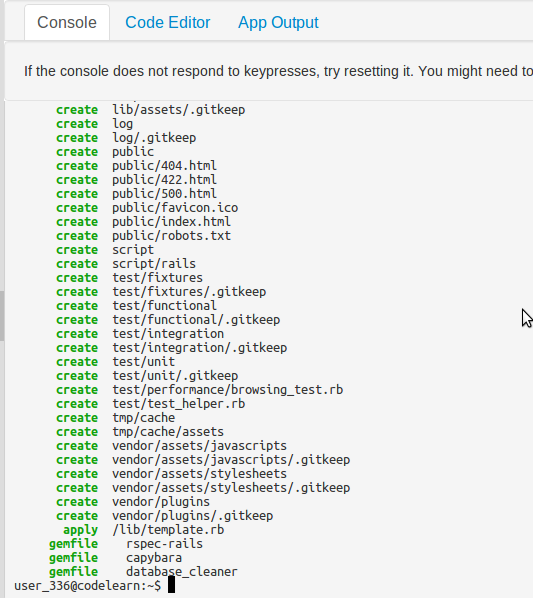 Console Code Editor App Output
If the console does not respond to keypresses, try resetting it. You might need to
create lib/assets/.gitkeep
create log
create log/.gitkeep
create public
create public/404.html
create public/422.html
create public/500.html
create public/favicon.ico
create public/index.html
create public/robots.txt
create script
create script/rails
create test/fixtures
create test/fixtures/.gitkeep
create test/functional
create test/functional/.gitkeep
create test/integration
create test/integration/.gitkeep
create test/unit
create test/unit/.gitkeep
create test/performance/browsing_test.rb
create test/test_helper.rb
create tmp/cache
create tmp/cache/assets
create vendor/assets/javascripts
create vendor/assets/javascripts/.gitkeep
create vendor/assets/stylesheets
create vendor/assets/stylesheets/.gitkeep
create vendor/plugins
create vendor/plugins/.gitkeep
apply /lib/template.rb
gemfile rspec-rails
gemfile capybara
gemfile database_cleaner
user_336@codelearn:~$